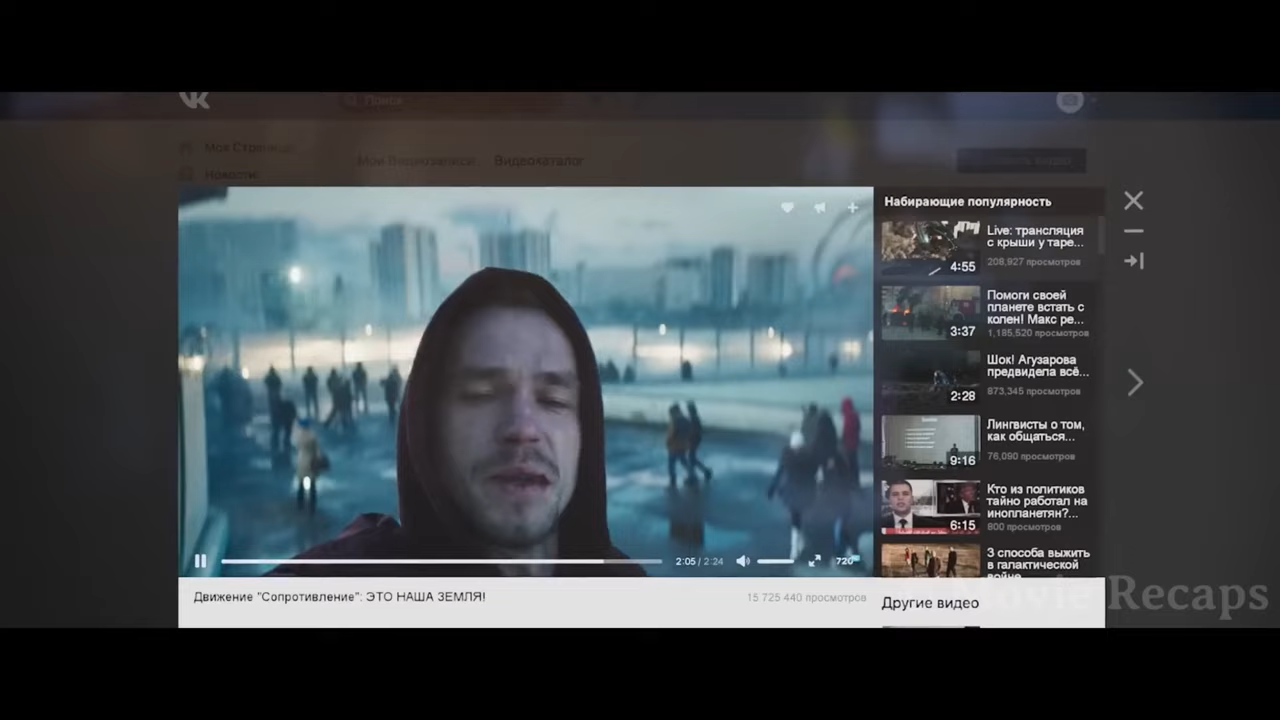 Поиск
Моя Страница
Новости
Мои Видеозаписи
Видеокаталог
Набирающие популярность
Live: трансляция
с крыши у таре...
208,927 просмотров
4:55
Помоги своей
планете встать с
колен! Макс ре...
1,185,520 просмотров
3:37
Шок! Агузарова
предвидела всё...
873,345 просмотров
2:28
Лингвисты о том,
как общаться...
76,090 просмотров
9:16
Кто из политиков
тайно работал на
инопланетян?...
800 просмотров
6:15
3 способа выжить
в галактической
войне
2:05 / 2:24
720
Движение "Сопротивление": ЭТО НАША ЗЕМЛЯ!
15 725 440 просмотров
Другие видео
Movie Recaps